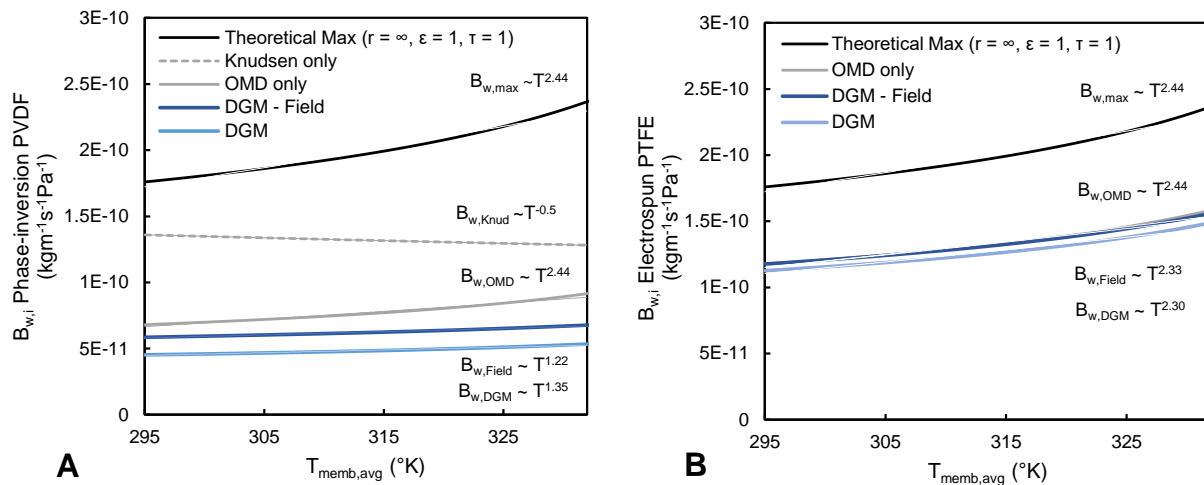 B_w,i Phase-inversion PVDF
(kgm⁻¹s⁻¹Pa⁻¹)
3E-10
2.5E-10
2E-10
1.5E-10
1E-10
5E-11
0
Theoretical Max (r = ∞, ε = 1, τ = 1)
Knudsen only
OMD only
DGM - Field
DGM
B_w,max ~T^2.44
B_w,Knud ~T^-0.5
B_w,OMD ~ T^2.44
B_w,Field ~ T^1.22
B_w,DGM ~ T^1.35
295
305
315
325
A
T_memb,avg (°K)
B_w,i Electrospun PTFE
(kgm⁻¹s⁻¹Pa⁻¹)
3E-10
2.5E-10
2E-10
1.5E-10
1E-10
5E-11
0
Theoretical Max (r = ∞, ε = 1, τ = 1)
OMD only
DGM - Field
DGM
B_w,max ~ T^2.44
B_w,OMD ~ T^2.44
B_w,Field ~ T^2.33
B_w,DGM ~ T^2.30
295
305
315
325
B
T_memb,avg (°K)